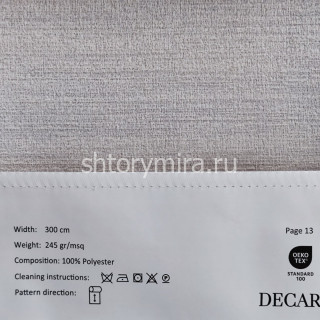 shtorymira.ru
Width: 300 cm
Page 13
Weight: 245 gr/msq
Composition: 100% Polyester
OEKO
TEX®
Cleaning instructions:
STANDARD
100
Pattern direction:
DECAR